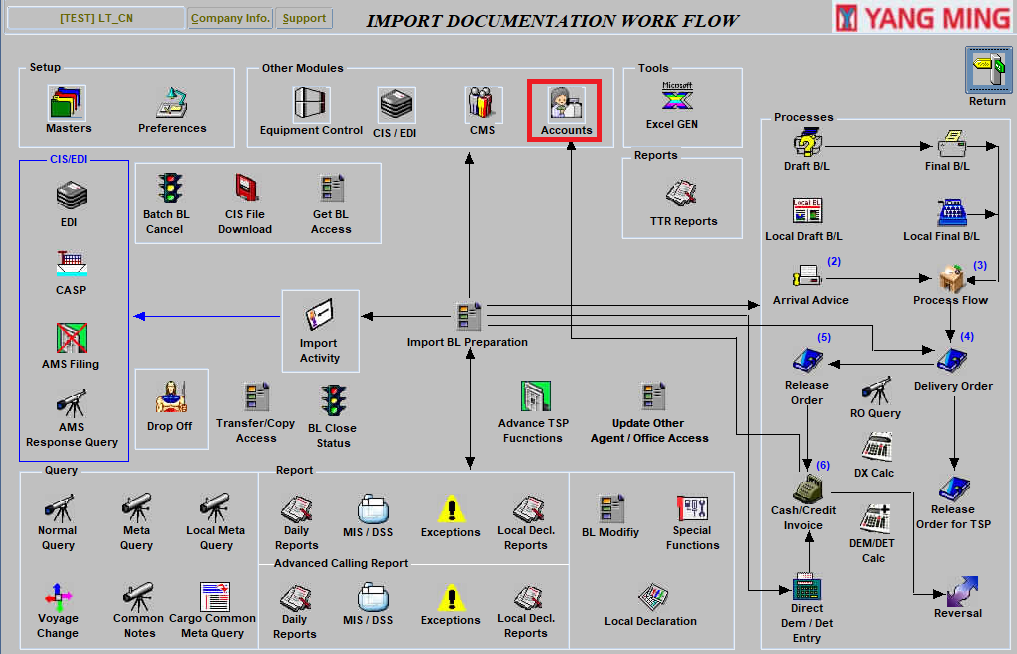 [TEST] LT_CN
Company Info.
Support
IMPORT DOCUMENTATION WORK FLOW
YANG MING
Setup
Masters
Preferences
Other Modules
Equipment Control
CIS / EDI
CMS
Accounts
Tools
Microsoft
Excel GEN
Return
Reports
TTR Reports
CIS/EDI
EDI
CASP
AMS Filing
AMS
Response Query
Batch BL
Cancel
CIS File
Download
Get BL
Access
Import
Activity
Import BL Preparation
Drop Off
Transfer/Copy
Access
BL Close
Status
Advance TSP
Fucnctions
Update Other
Agent / Office Access
Processes
Draft B/L
Final B/L
Local BL
Local Draft B/L
Local Final B/L
(2)
Arrival Advice
(3)
Process Flow
(5)
Release
Order
(4)
Delivery Order
RO Query
DX Calc
(6)
Cash/Credit
Invoice
Release
Order for TSP
DEM/DET
Calc
Direct
Dem / Det
Entry
Reversal
Query
Normal
Query
Meta
Query
Local Meta
Query
Voyage
Change
Common
Notes
Cargo Common
Meta Query
Report
Daily
Reports
MIS / DSS
Exceptions
Local Decl.
Reports
Advanced Calling Report
Daily
Reports
MIS / DSS
Exceptions
Local Decl.
Reports
BL Modifiy
Special
Functions
Local Declaration